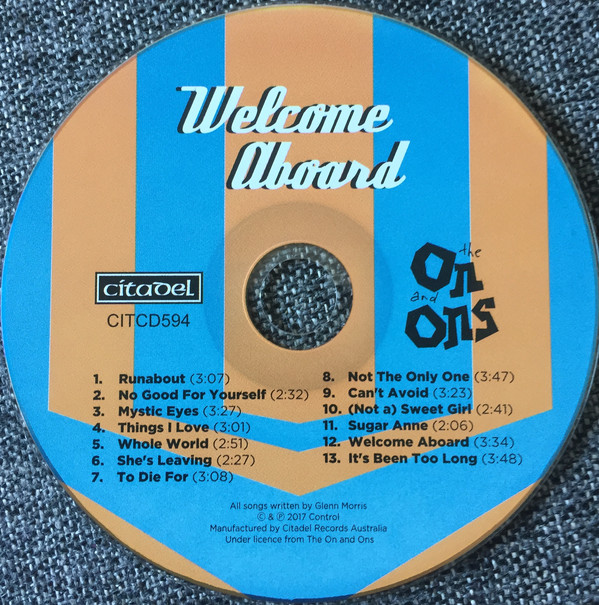 Welcome
Aboard
the
On
and
Ons
citadel
CITCD594
1. Runabout (3:07)
2. No Good For Yourself (2:32)
3. Mystic Eyes (3:27)
4. Things I Love (3:01)
5. Whole World (2:51)
6. She's Leaving (2:27)
7. To Die For (3:08)
8. Not The Only One (3:47)
9. Can't Avoid (3:23)
10. (Not a) Sweet Girl (2:41)
11. Sugar Anne (2:06)
12. Welcome Aboard (3:34)
13. It's Been Too Long (3:48)
All songs written by Glenn Morris
© & ℗ 2017 Control
Manufactured by Citadel Records Australia
Under licence from The On and Ons